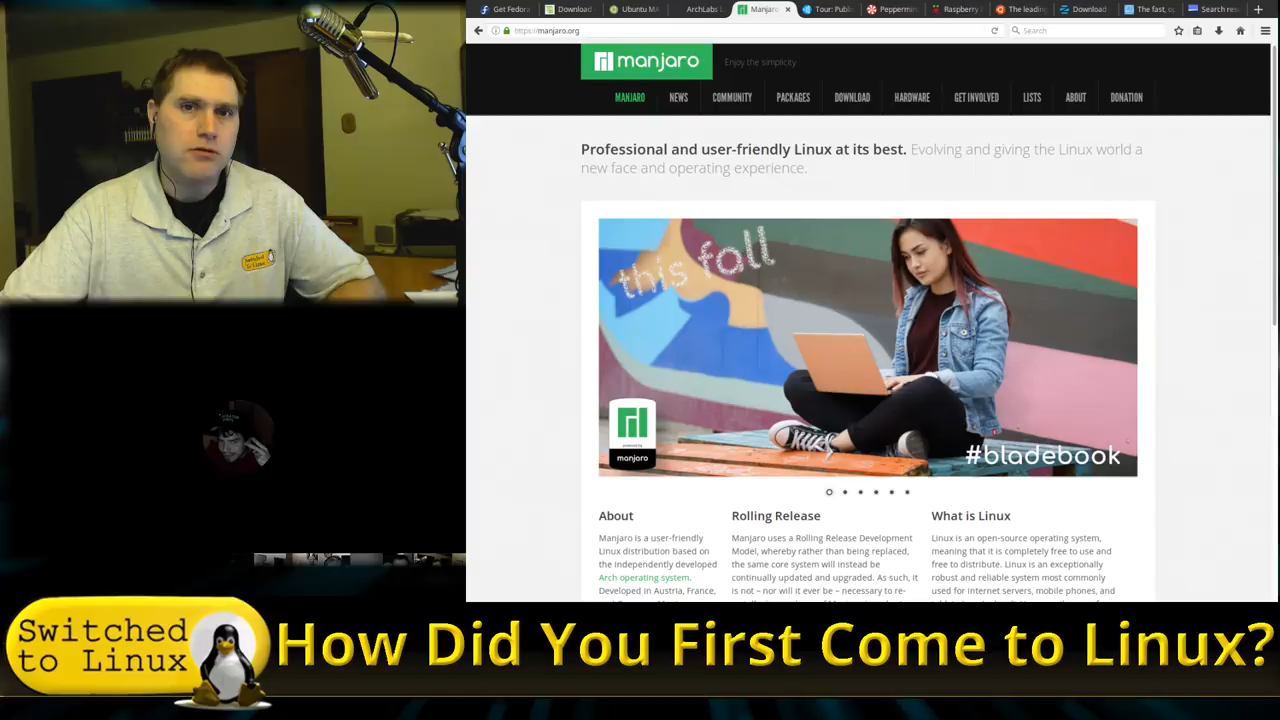 Get Fedora
Download
Ubuntu MA
ArchLabs L
Manjaro
Tour: Publi
Peppermin
Raspberry
The leading
Download
The fast, o
Search res
https://manjaro.org
Search
manjaro
Enjoy the simplicity
MANJARO
NEWS
COMMUNITY
PACKAGES
DOWNLOAD
HARDWARE
GET INVOLVED
LISTS
ABOUT
DONATION
Professional and user-friendly Linux at its best. Evolving and giving the Linux world a
new face and operating experience.
this fall
powered by
manjaro
#bladebook
About
Manjaro is a user-friendly
Linux distribution based on
the independently developed
Arch operating system.
Developed in Austria, France,
Rolling Release
Manjaro uses a Rolling Release Development
Model, whereby rather than being replaced,
the same core system will instead be
continually updated and upgraded. As such, it
is not – nor will it ever be – necessary to re-
What is Linux
Linux is an open-source operating system,
meaning that it is completely free to use and
free to distribute. Linux is an exceptionally
robust and reliable system most commonly
used for internet servers, mobile phones, and
Switched
To Linux
Switched
to Linux
How Did You First Come to Linux?